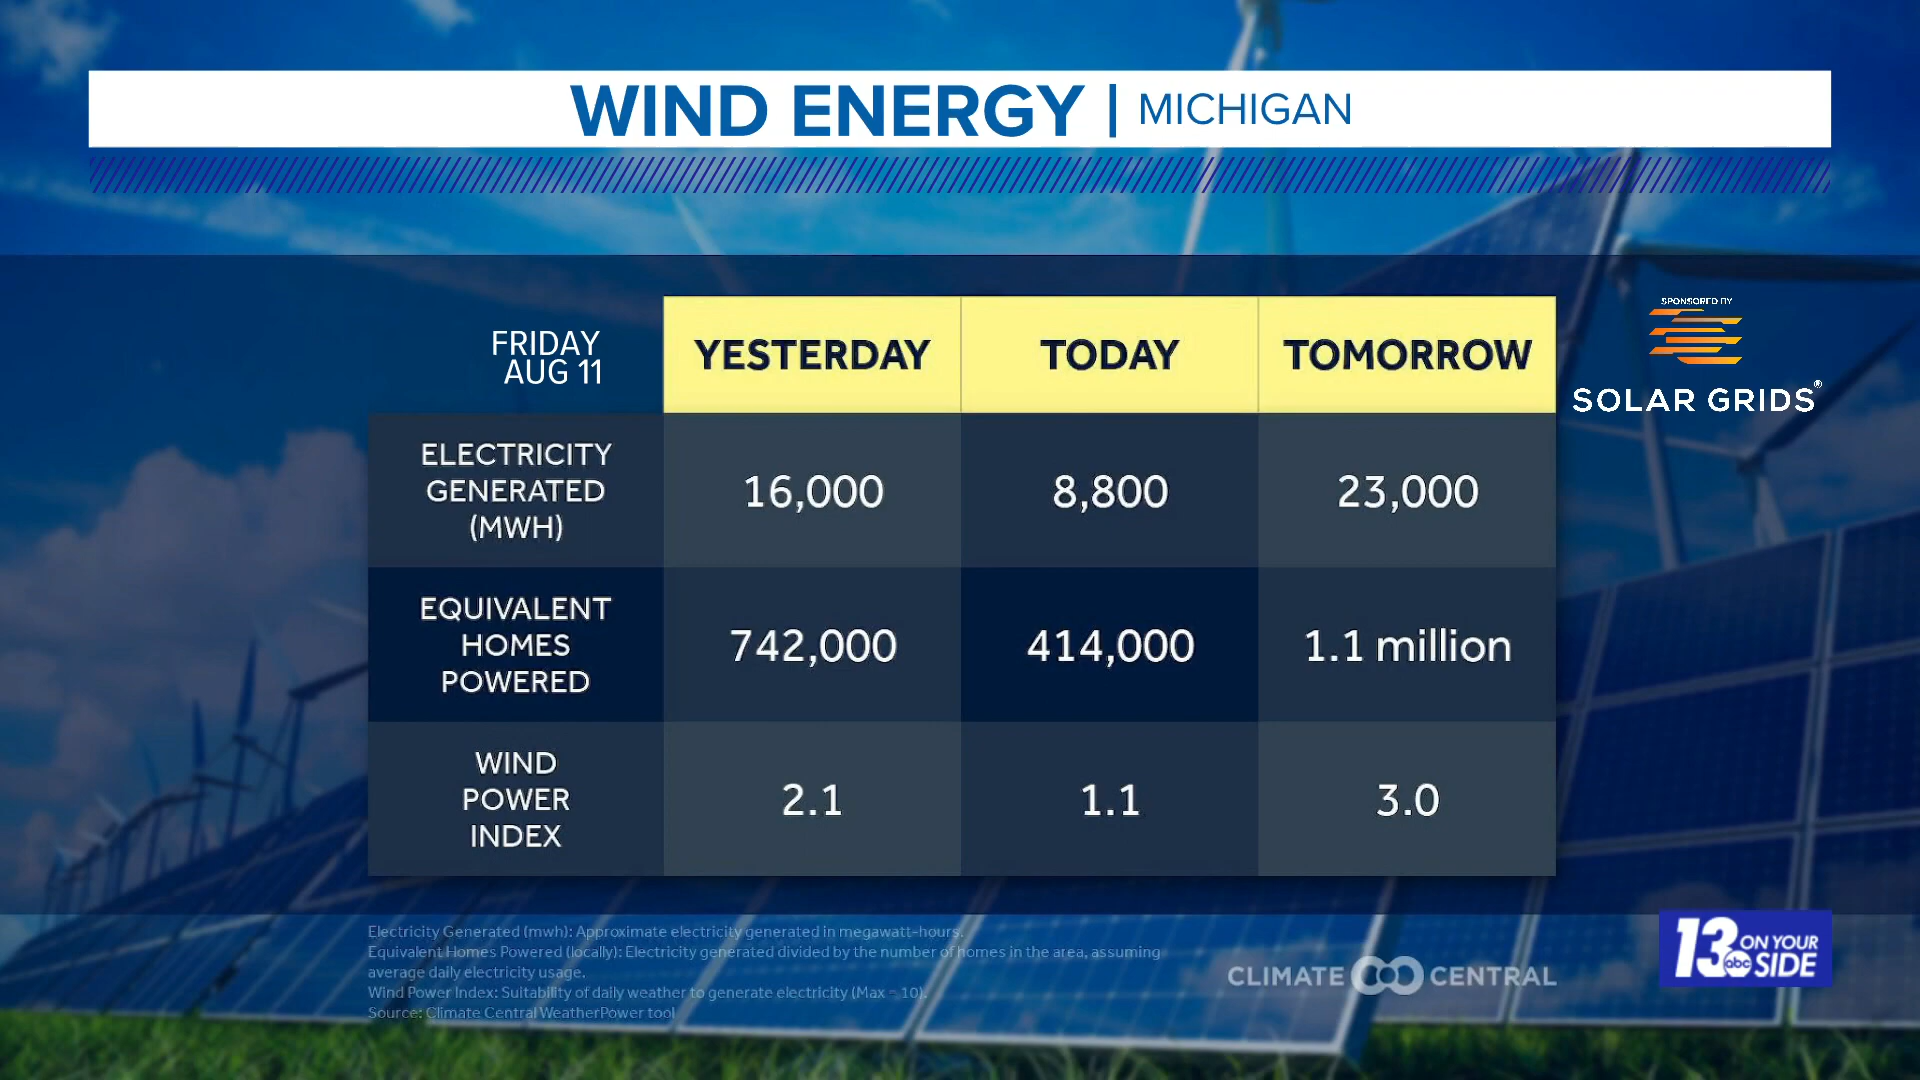 WIND ENERGY | MICHIGAN
SPONSORED BY
SOLAR GRIDS®
FRIDAY
AUG 11
YESTERDAY TODAY TOMORROW
ELECTRICITY
GENERATED
(MWH)
16,000 8,800 23,000
EQUIVALENT
HOMES
POWERED
742,000 414,000 1.1 million
WIND
POWER
INDEX
2.1 1.1 3.0
Electricity Generated (mwh): Approximate electricity generated in megawatt-hours.
Equivalent Homes Powered (locally): Electricity generated divided by the number of homes in the area, assuming
average daily electricity usage.
Wind Power Index: Suitability of daily weather to generate electricity (Max = 10).
Source: Climate Central WeatherPower tool
CLIMATE CENTRAL
13 abc ON YOUR
SIDE